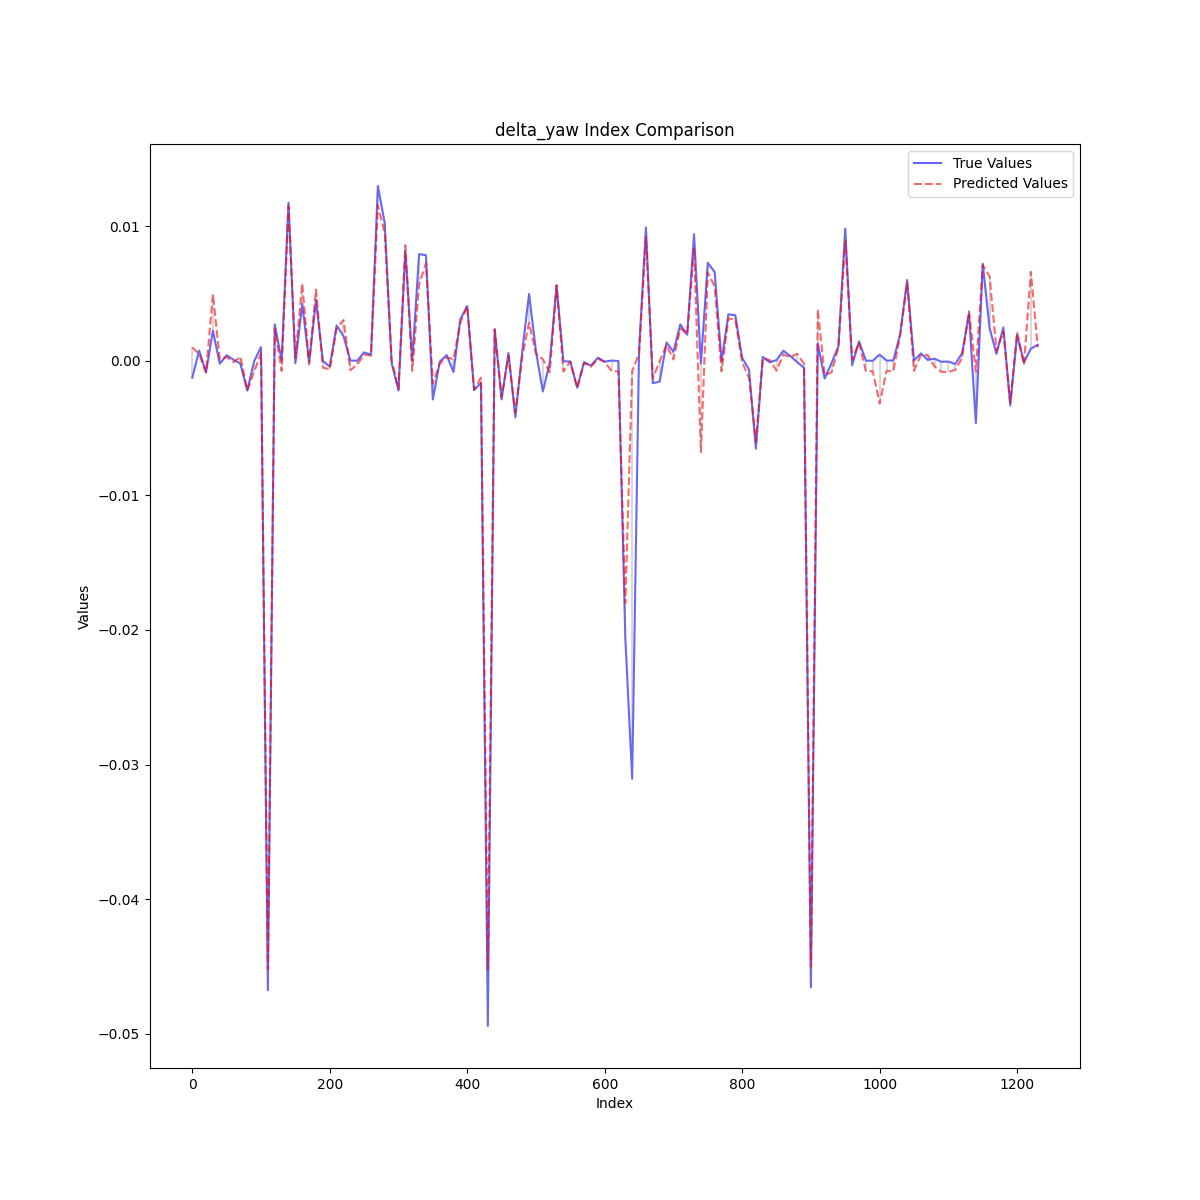 delta_yaw Index Comparison
True Values
Predicted Values
0.01
0.00
−0.01
−0.02
−0.03
−0.04
−0.05
Values
0 200 400 600 800 1000 1200
Index